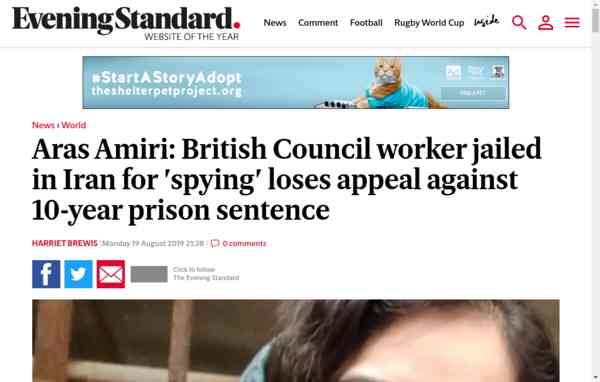 Evening Standard.
WEBSITE OF THE YEAR
News Comment Football Rugby World Cup Inside
#StartAStoryAdopt
theshelterpetproject.org
News › World
Aras Amiri: British Council worker jailed
in Iran for 'spying' loses appeal against
10-year prison sentence
HARRIET BREWIS | Monday 19 August 2019 21:38 | 0 comments
Click to follow
The Evening Standard